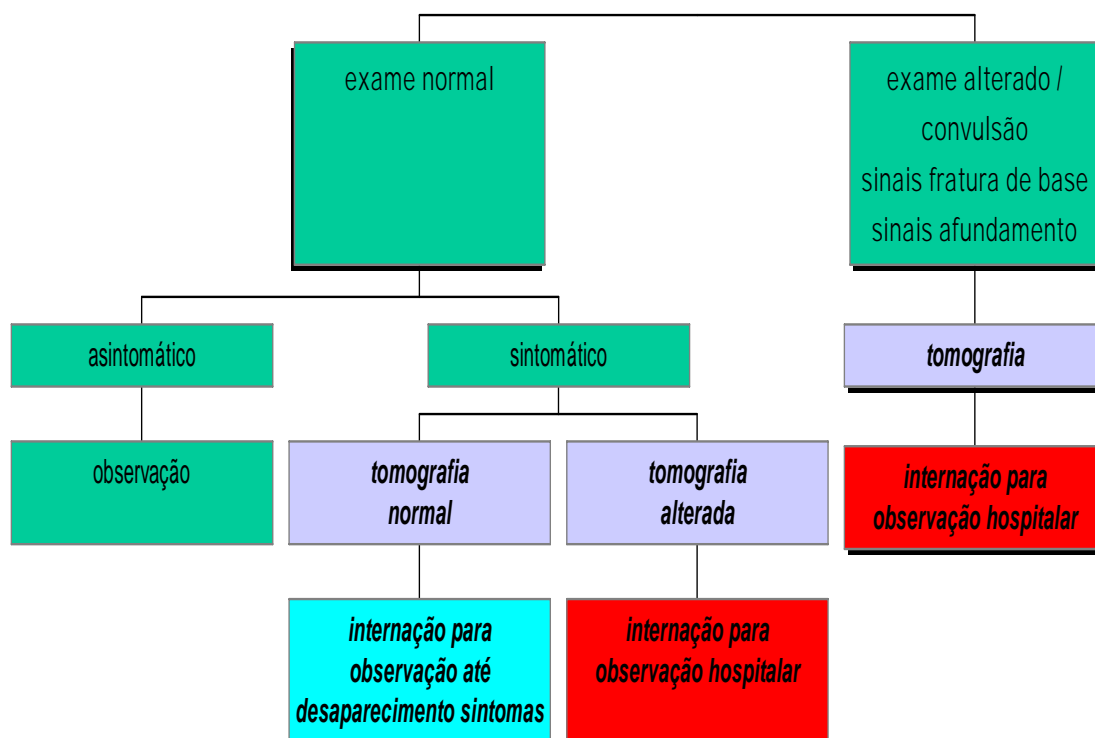 exame normal
exame alterado /
convulsão
sinais fratura de base
sinais afundamento
asintomático
sintomático
tomografia
observação
tomografia
normal
tomografia
alterada
internação para
observação hospitalar
internação para
observação até
desaparecimento sintomas
internação para
observação hospitalar